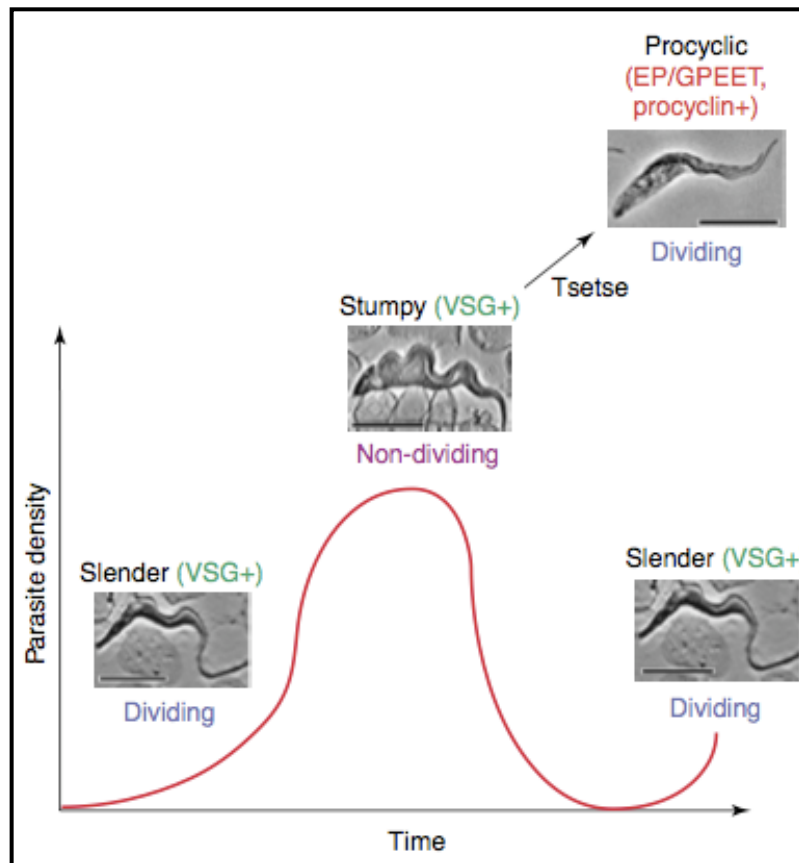 Procyclic
(EP/GPEET,
procyclin+)
Dividing
Tsetse
Stumpy (VSG+)
Non-dividing
Slender (VSG+)
Dividing
Slender (VSG+
Dividing
Parasite density
Time